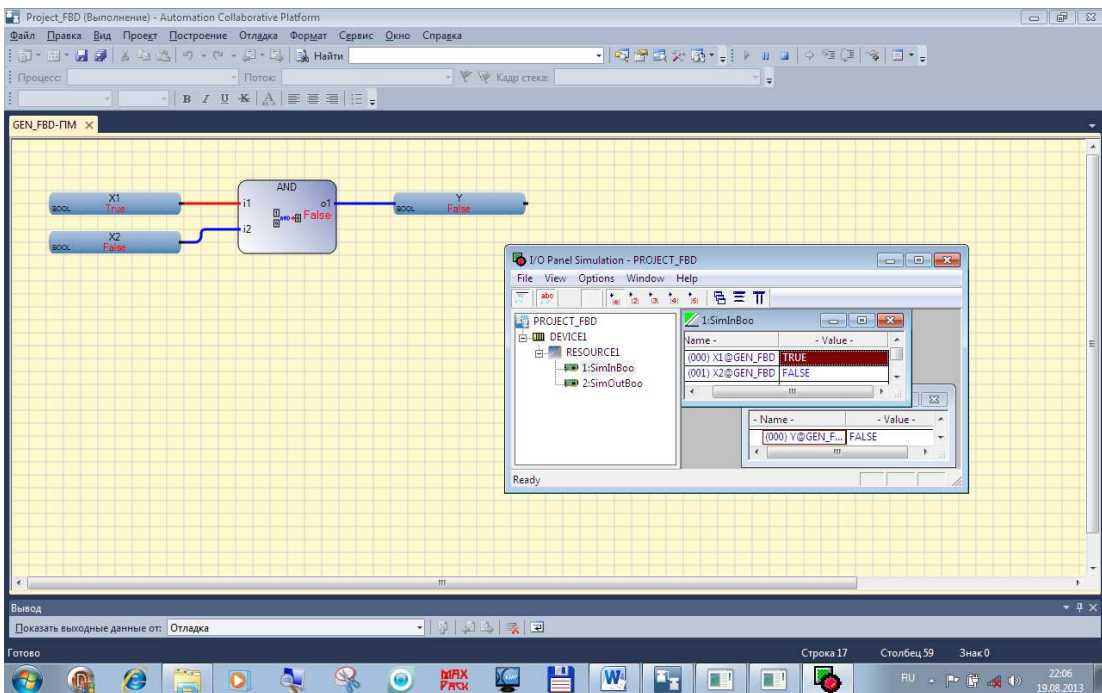 Project_FBD (Выполнение) - Automation Collaborative Platform
Файл Правка Вид Проект Построение Отладка Формат Сервис Окно Справка
Найти
Процесс: Поток: Кадр стека:
B I U K A
GEN_FBD-ПМ
X1
BOOL True
X2
BOOL False
AND
i1 o1
False
i2
Y
BOOL False
I/O Panel Simulation - PROJECT_FBD
File View Options Window Help
abc
PROJECT_FBD
DEVICE1
RESOURCE1
1:SimInBoo
2:SimOutBoo
1:SimInBoo
Name - - Value -
(000) X1@GEN_FBD TRUE
(001) X2@GEN_FBD FALSE
- Name - - Value -
(000) Y@GEN_F... FALSE
Ready
Вывод
Показать выходные данные от: Отладка
Готово Строка 17 Столбец 59 Знак 0
MAX PACK
RU 22:06
19.08.2013